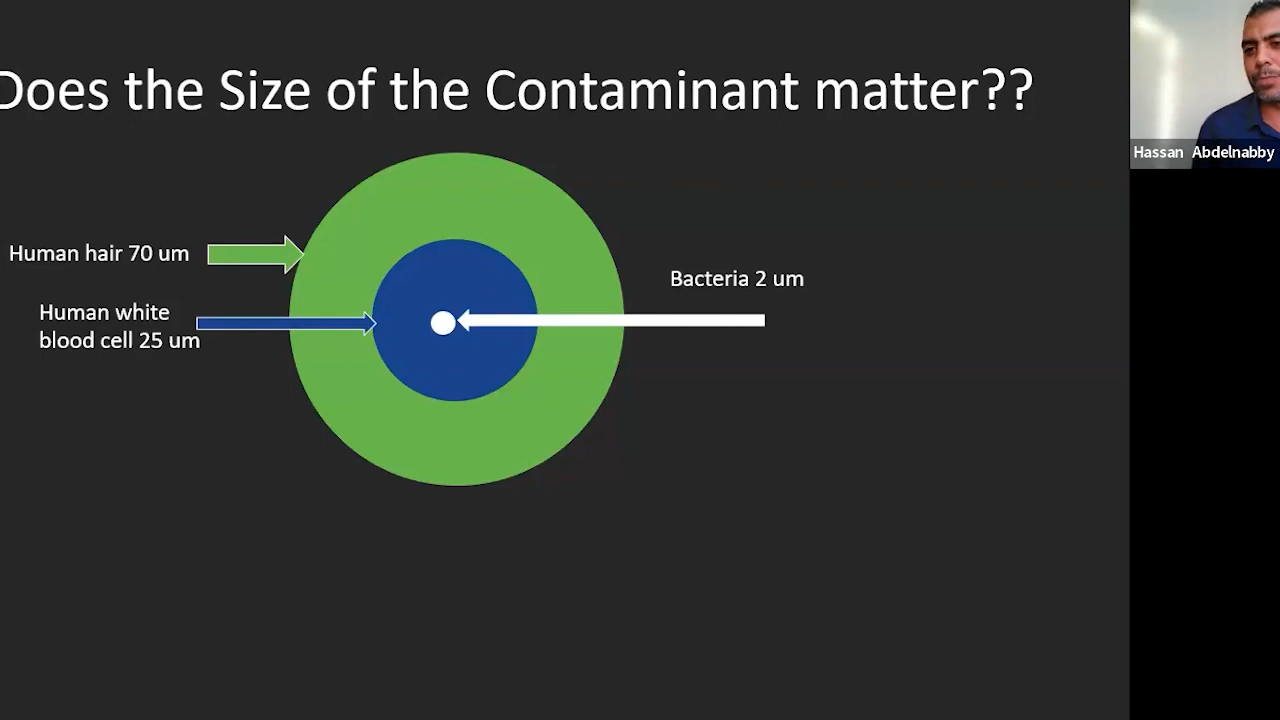 Does the Size of the Contaminant matter??
Hassan Abdelnabby
Human hair 70 um
Bacteria 2 um
Human white
blood cell 25 um